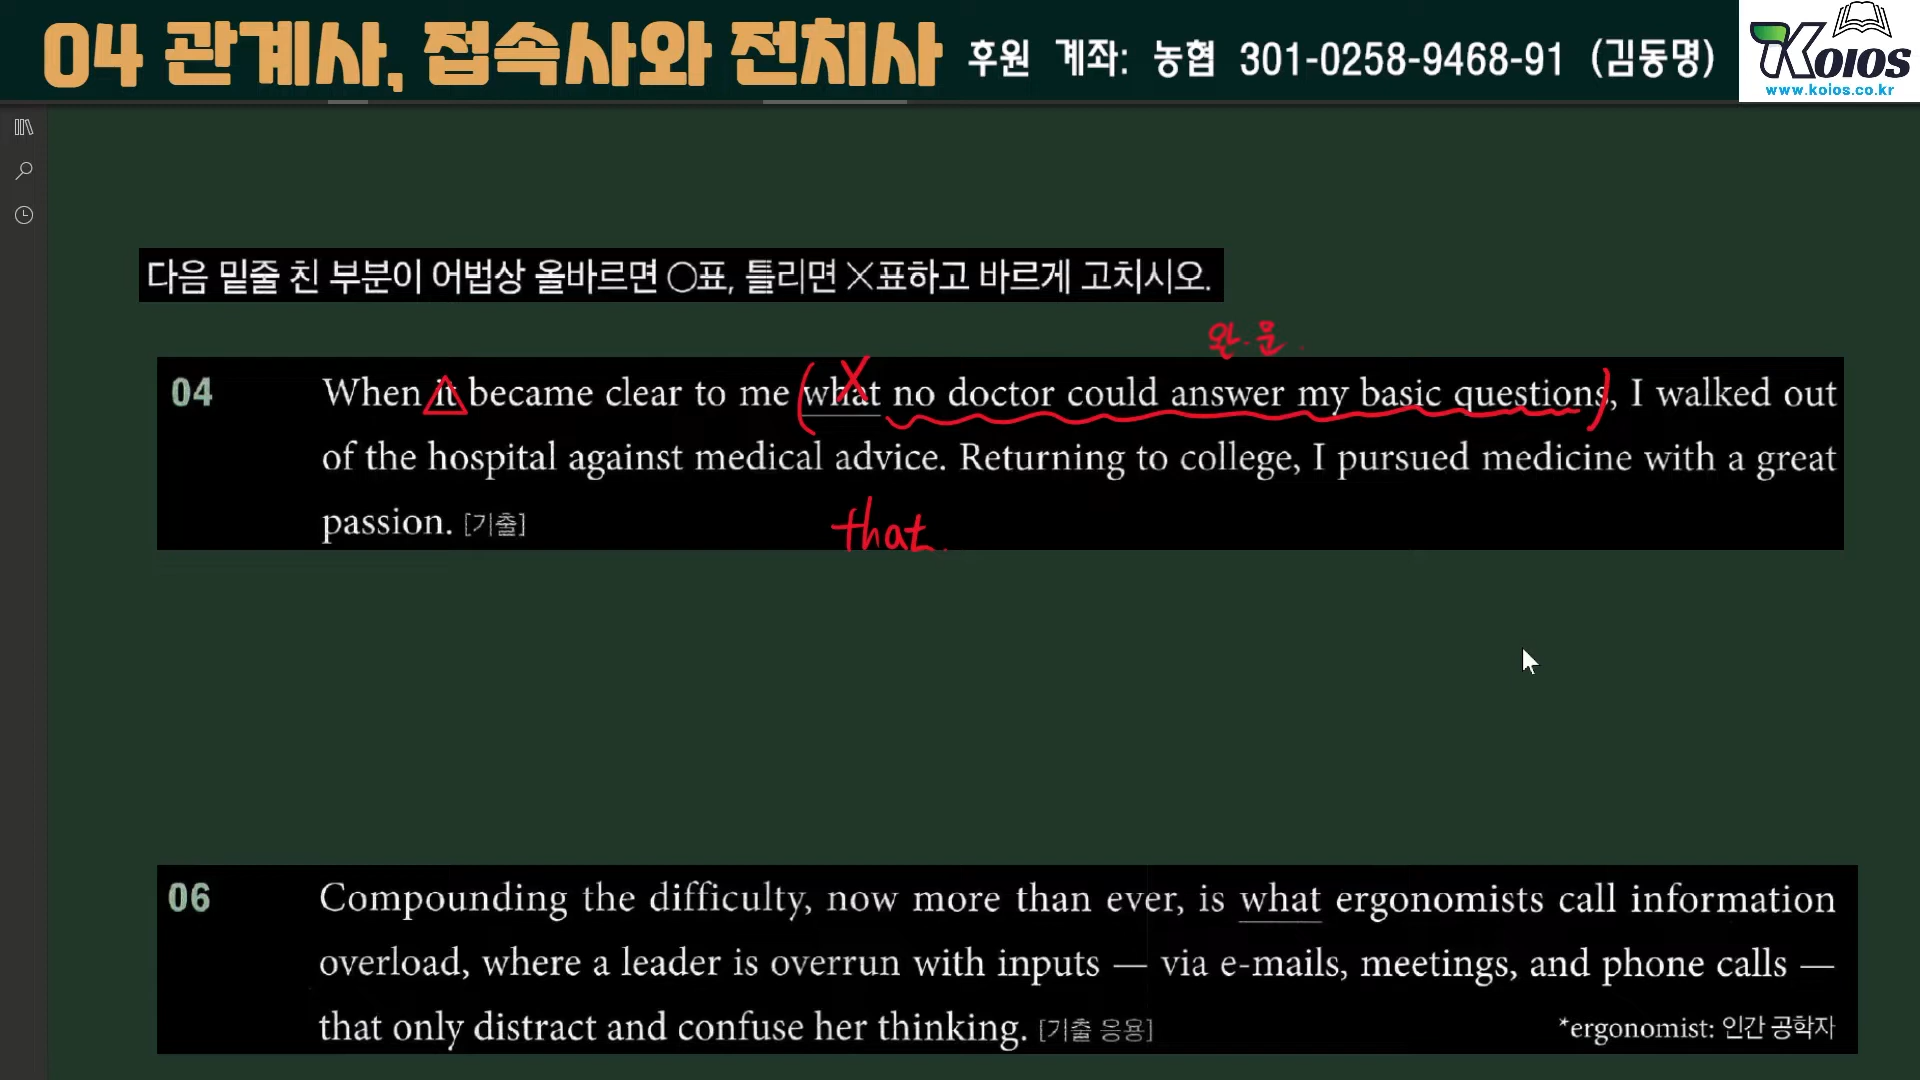 04 관계사, 접속사와 전치사 후원 계좌: 농협 301-0258-9468-91 (김동명)
KOIOS
www.koios.co.kr
다음 밑줄 친 부분이 어법상 올바르면 ○표, 틀리면 ×표하고 바르게 고치시오.
완-문.
04 When it became clear to me (what no doctor could answer my basic questions), I walked out
of the hospital against medical advice. Returning to college, I pursued medicine with a great
passion. [기출]
that.
06 Compounding the difficulty, now more than ever, is what ergonomists call information
overload, where a leader is overrun with inputs — via e-mails, meetings, and phone calls —
that only distract and confuse her thinking. [기출 응용] *ergonomist: 인간 공학자